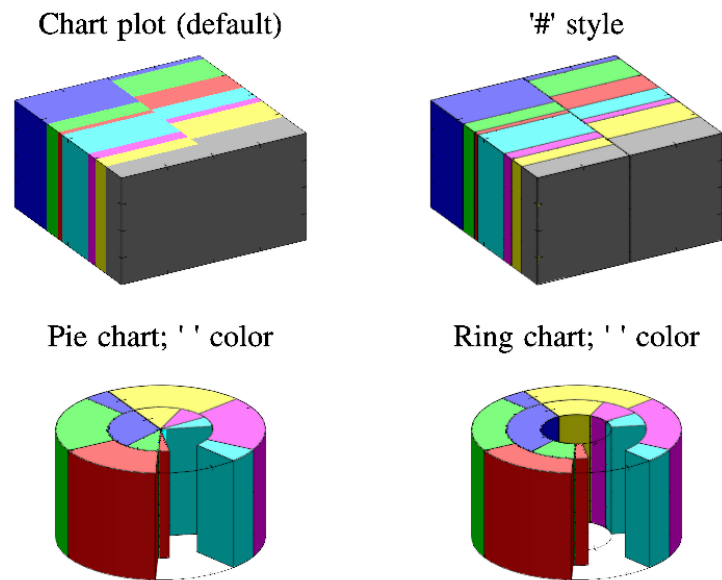 Chart plot (default)
'#' style
Pie chart; ' ' color
Ring chart; ' ' color